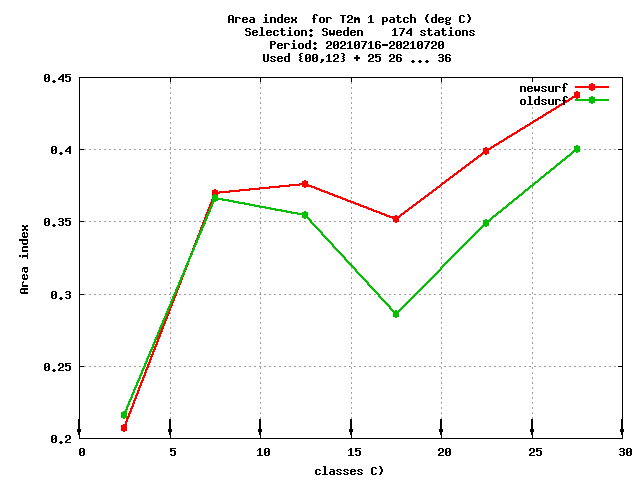 Area index  for T2m 1 patch (deg C)
Selection: Sweden    174 stations
Period: 20210716-20210720
Used {00,12} + 25 26 ... 36
newsurf
oldsurf
0.45
0.4
0.35
0.3
0.25
0.2
Area index
0 5 10 15 20 25 30
classes C)